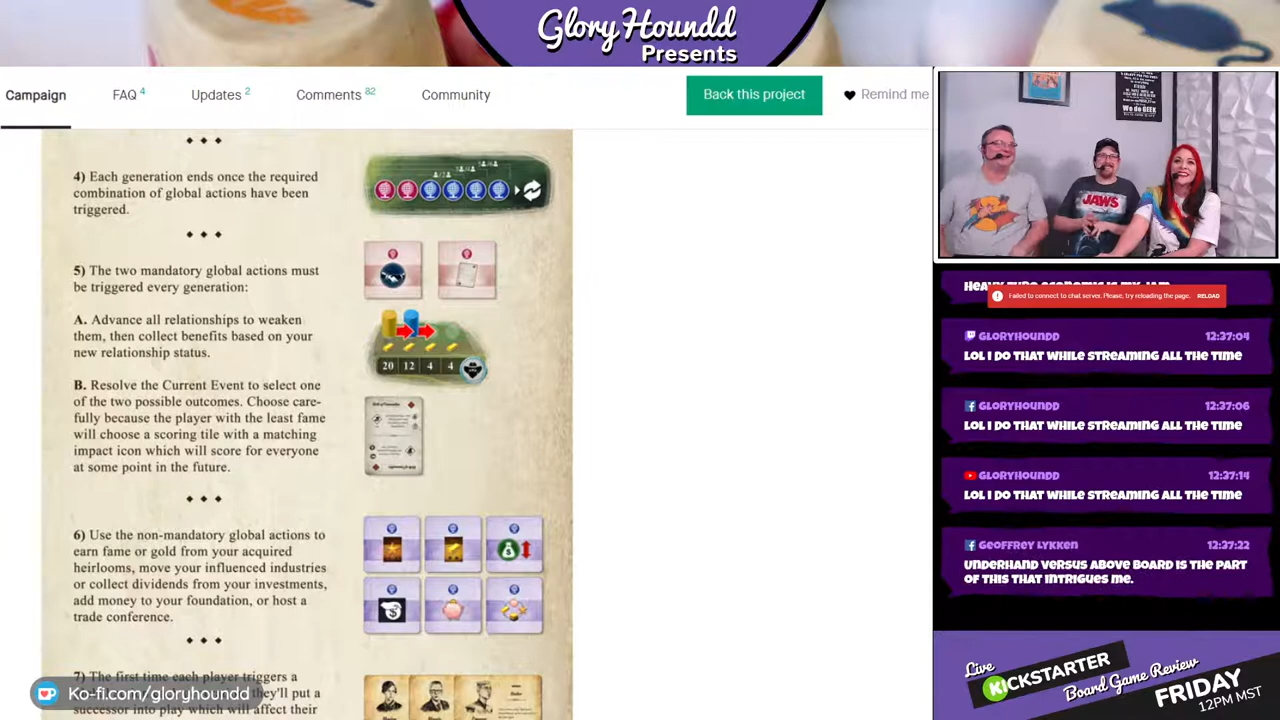 GloryHoundd
Presents
Campaign
FAQ 4
Updates 2
Comments 82
Community
Back this project
Remind me
4) Each generation ends once the required
combination of global actions have been
triggered.
5) The two mandatory global actions must
be triggered every generation:
A. Advance all relationships to weaken
them, then collect benefits based on your
new relationship status.
20 12 4 4
B. Resolve the Current Event to select one
of the two possible outcomes. Choose care-
fully because the player with the least fame
will choose a scoring tile with a matching
impact icon which will score for everyone
at some point in the future.
6) Use the non-mandatory global actions to
earn fame or gold from your acquired
heirlooms, move your influenced industries
or collect dividends from your investments,
add money to your foundation, or host a
trade conference.
7) The first time each player triggers a
they'll put a
successor into play which will affect their
Ko-fi.com/gloryhoundd
We do GEEK
JAWS
Failed to connect to chat server. Please, try reloading the page. RELOAD
GLORYHOUNDD 12:37:04
LOL I DO THAT WHILE STREAMING ALL THE TIME
GLORYHOUNDD 12:37:06
LOL I DO THAT WHILE STREAMING ALL THE TIME
GLORYHOUNDD 12:37:14
LOL I DO THAT WHILE STREAMING ALL THE TIME
GEOFFREY LYKKEN 12:37:22
UNDERHAND VERSUS ABOVE BOARD IS THE PART
OF THIS THAT INTRIGUES ME.
Live
KICKSTARTER
Board Game Review
FRIDAY
12PM MST